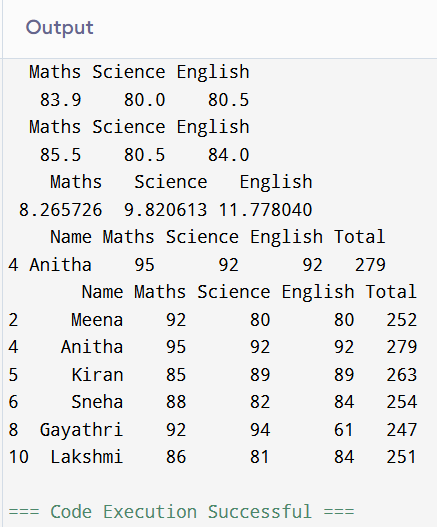 Output
Maths Science English
83.9 80.0 80.5
Maths Science English
85.5 80.5 84.0
Maths Science English
8.265726 9.820613 11.778040
Name Maths Science English Total
4 Anitha 95 92 92 279
Name Maths Science English Total
2 Meena 92 80 80 252
4 Anitha 95 92 92 279
5 Kiran 85 89 89 263
6 Sneha 88 82 84 254
8 Gayathri 92 94 61 247
10 Lakshmi 86 81 84 251
=== Code Execution Successful ===